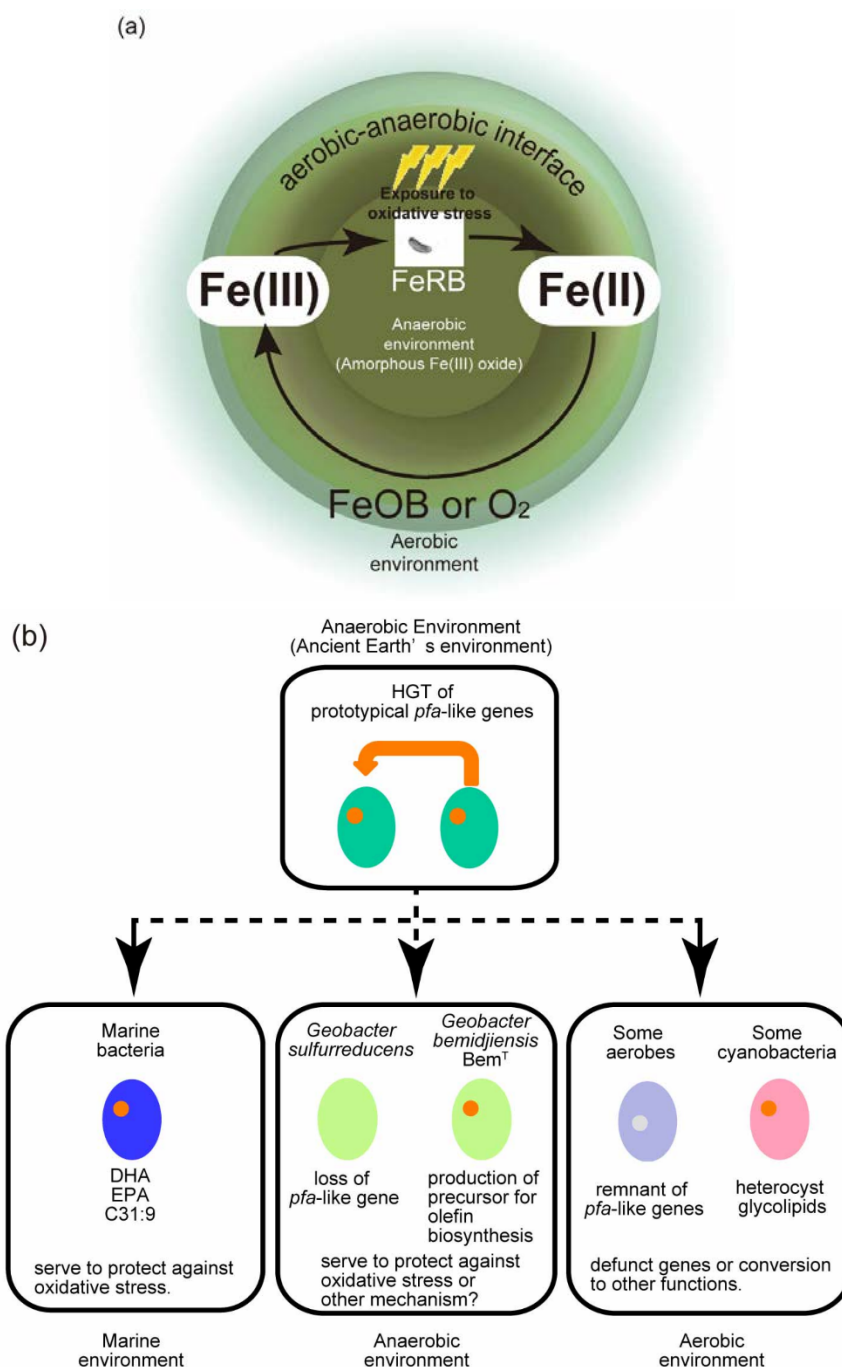 (a)
aerobic-anaerobic interface
Exposure to
oxidative stress
Fe(III)
FeRB
Fe(II)
Anaerobic
environment
(Amorphous Fe(III) oxide)
FeOB or O₂
Aerobic
environment
(b)
Anaerobic Environment
(Ancient Earth' s environment)
HGT of
prototypical pfa-like genes
Marine
bacteria
DHA
EPA
C31:9
serve to protect against
oxidative stress.
Marine
environment
Geobacter
sulfurreducens
loss of
pfa-like gene
Geobacter
bemidjiensis
Bemᵀ
production of
precursor for
olefin
biosynthesis
serve to protect against
oxidative stress or
other mechanism?
Anaerobic
environment
Some
aerobes
remnant of
pfa-like genes
Some
cyanobacteria
heterocyst
glycolipids
defunct genes or conversion
to other functions.
Aerobic
environment